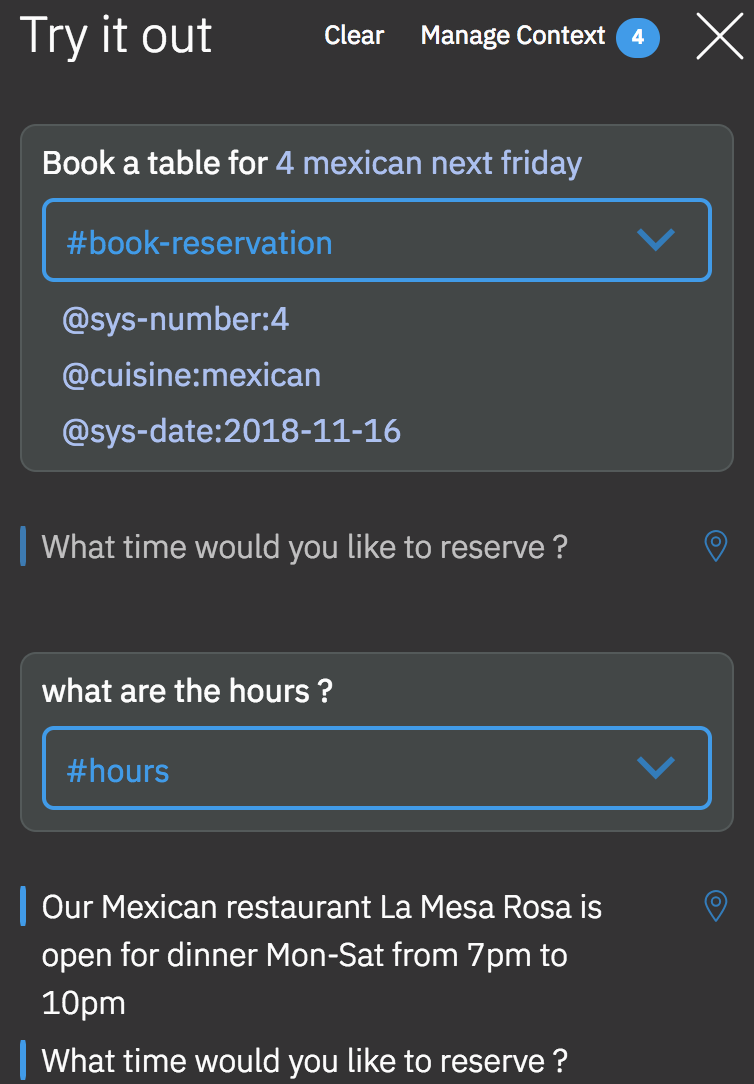 Try it out
Clear
Manage Context
4
Book a table for 4 mexican next friday
#book-reservation
@sys-number:4
@cuisine:mexican
@sys-date:2018-11-16
What time would you like to reserve ?
what are the hours ?
#hours
Our Mexican restaurant La Mesa Rosa is
open for dinner Mon-Sat from 7pm to
10pm
What time would you like to reserve ?